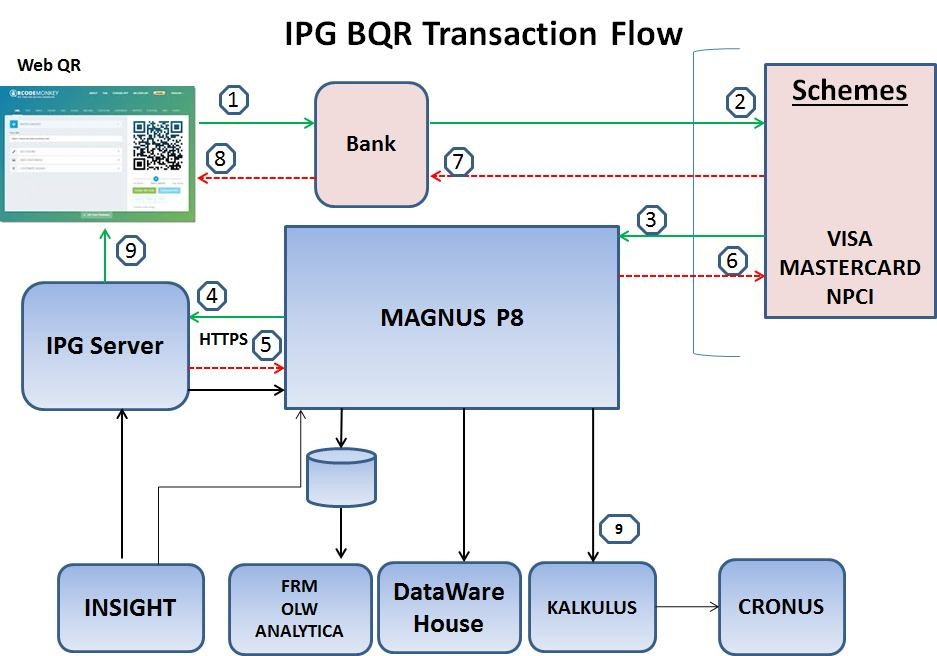 IPG BQR Transaction Flow
Web QR
QRCODEMONKEY
1
2
Schemes
Bank
8
7
3
VISA
MASTERCARD
NPCI
9
6
4
MAGNUS P8
IPG Server
HTTPS
5
9
INSIGHT
FRM
OLW
ANALYTICA
DataWare
House
KALKULUS
CRONUS